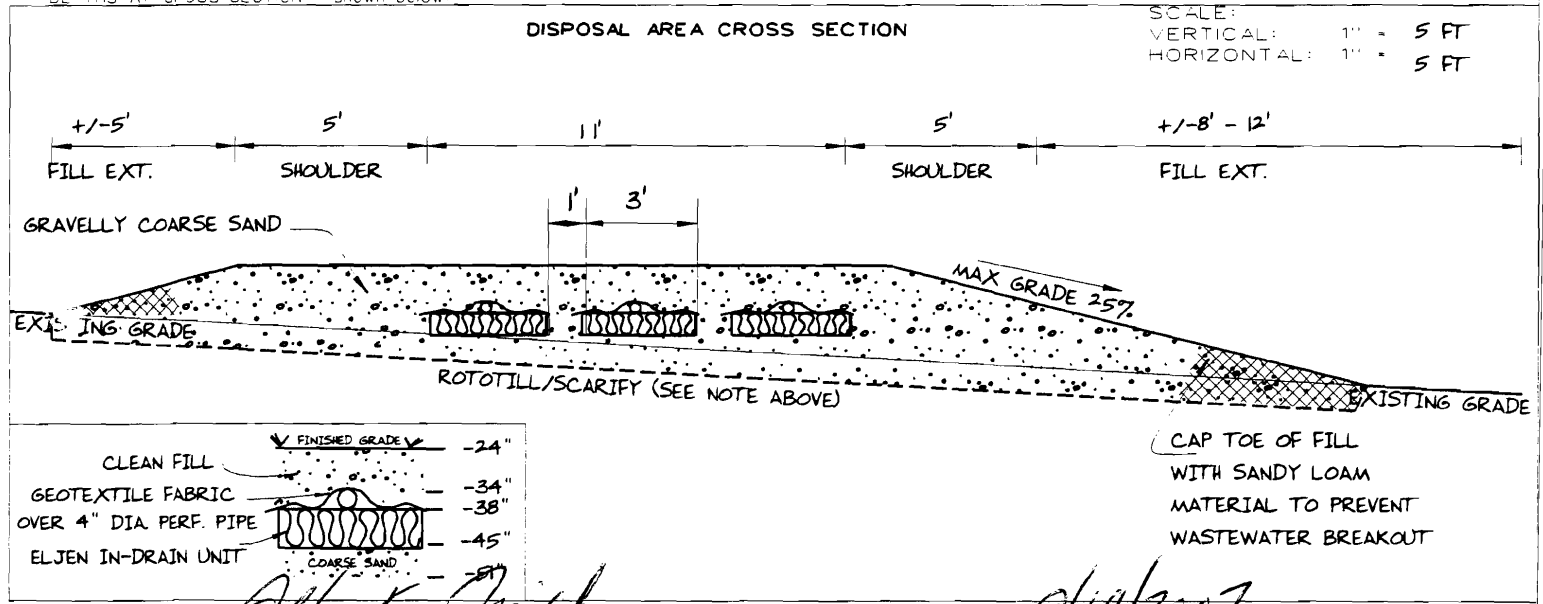 DISPOSAL AREA CROSS SECTION
SCALE:
VERTICAL: 1" = 5 FT
HORIZONTAL: 1" = 5 FT
+/-5' 5' 11' 5' +/-8' - 12'
FILL EXT. SHOULDER SHOULDER FILL EXT.
1' 3'
GRAVELLY COARSE SAND
MAX GRADE 25%
EXISTING GRADE
ROTOTILL/SCARIFY (SEE NOTE ABOVE)
EXISTING GRADE
CAP TOE OF FILL
WITH SANDY LOAM
MATERIAL TO PREVENT
WASTEWATER BREAKOUT
FINISHED GRADE -24"
CLEAN FILL
GEOTEXTILE FABRIC -34"
OVER 4" DIA. PERF. PIPE -38"
ELJEN IN-DRAIN UNIT -45"
COARSE SAND -51"